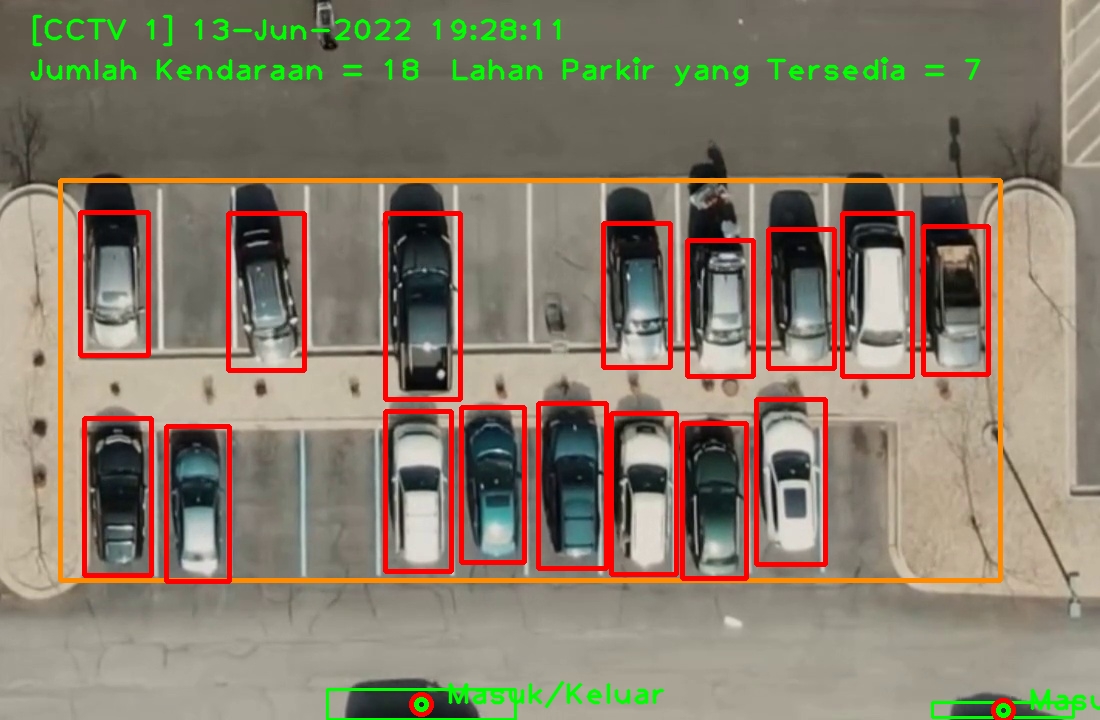 [CCTV 1] 13-Jun-2022 19:28:11
Jumlah Kendaraan = 18 Lahan Parkir yang Tersedia = 7
Masuk/Keluar